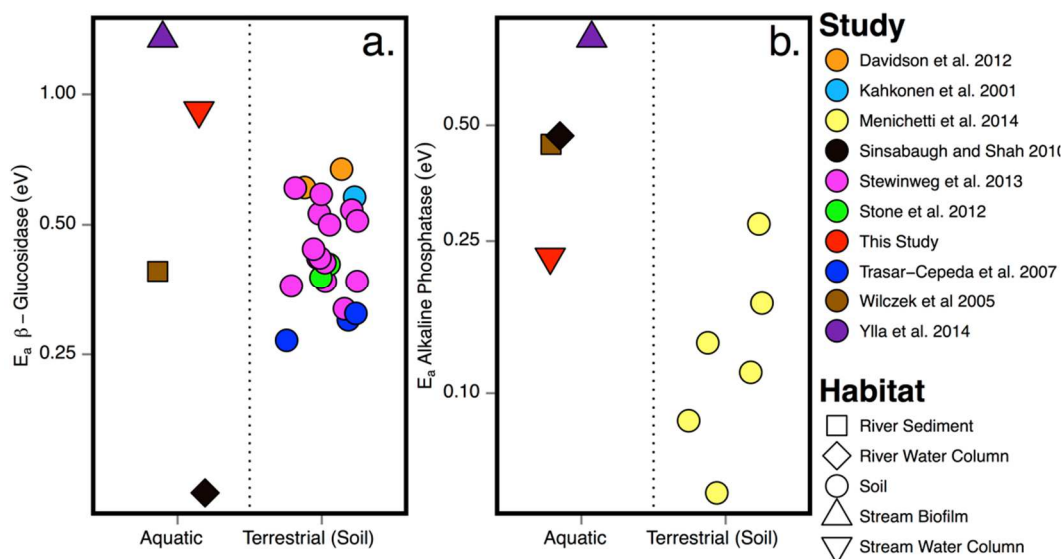 a.
E_a β – Glucosidase (eV)
1.00
0.50
0.25
Aquatic Terrestrial (Soil)
b.
E_a Alkaline Phosphatase (eV)
0.50
0.25
0.10
Aquatic Terrestrial (Soil)
Study
Davidson et al. 2012
Kahkonen et al. 2001
Menichetti et al. 2014
Sinsabaugh and Shah 2010
Stewinweg et al. 2013
Stone et al. 2012
This Study
Trasar-Cepeda et al. 2007
Wilczek et al 2005
Ylla et al. 2014
Habitat
River Sediment
River Water Column
Soil
Stream Biofilm
Stream Water Column